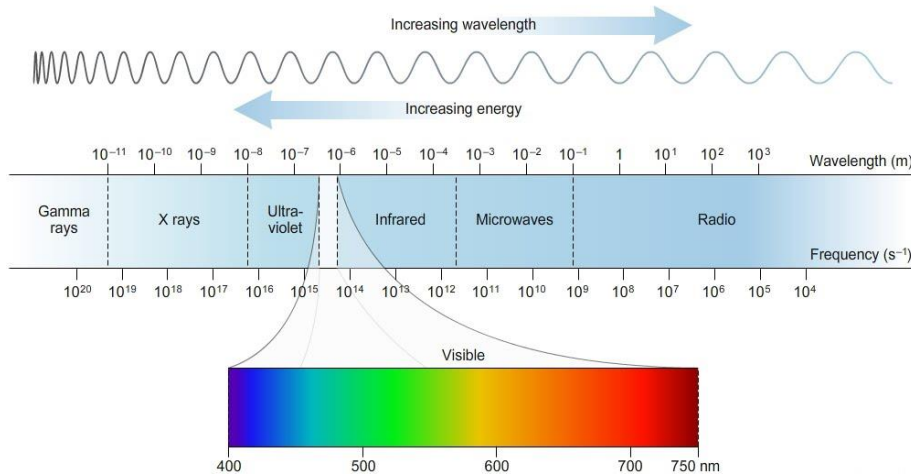 Increasing wavelength
Increasing energy
10⁻¹¹ 10⁻¹⁰ 10⁻⁹ 10⁻⁸ 10⁻⁷ 10⁻⁶ 10⁻⁵ 10⁻⁴ 10⁻³ 10⁻² 10⁻¹ 1 10¹ 10² 10³ Wavelength (m)
Gamma rays
X rays
Ultra-
violet
Infrared
Microwaves
Radio
Frequency (s⁻¹)
10²⁰ 10¹⁹ 10¹⁸ 10¹⁷ 10¹⁶ 10¹⁵ 10¹⁴ 10¹³ 10¹² 10¹¹ 10¹⁰ 10⁹ 10⁸ 10⁷ 10⁶ 10⁵ 10⁴
Visible
400 500 600 700 750 nm